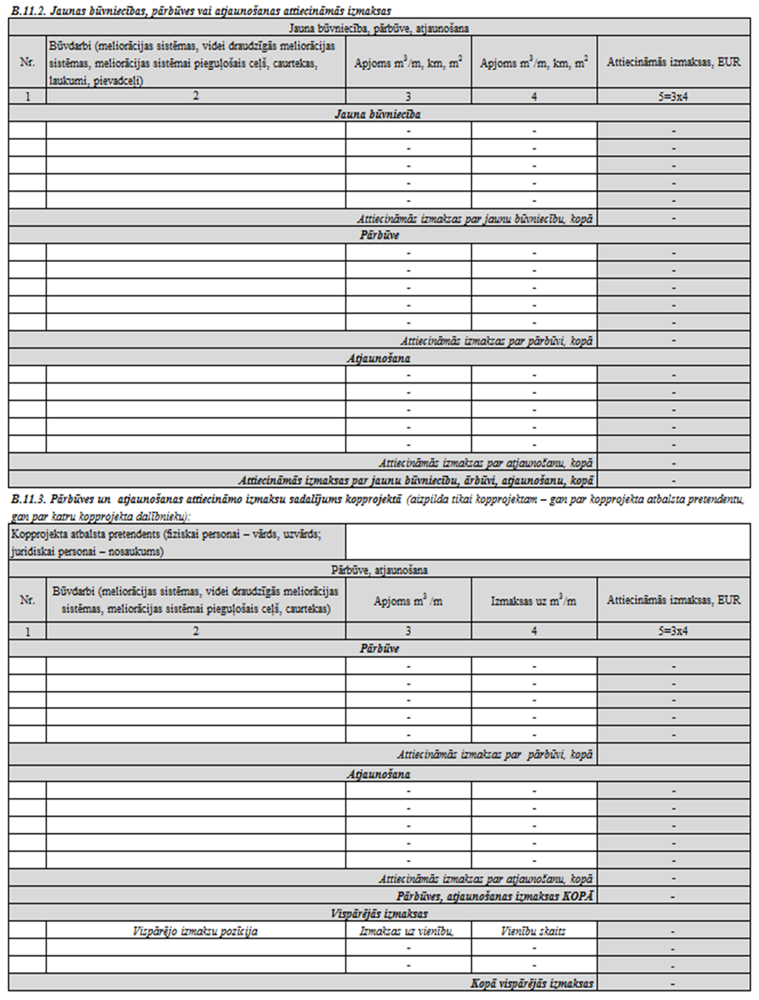 B.11.2. Jaunas būvniecības, pārbūves vai atjaunošanas attiecināmās izmaksas
Jauna būvniecība, pārbūve, atjaunošana
Nr.
Būvdarbi (meliorācijas sistēmas, videi draudzīgās meliorācijas
sistēmas, meliorācijas sistēmai pieguļošais ceļš, caurtekas,
laukumi, pievadceļi)
Apjoms m³/m, km, m²
Apjoms m³/m, km, m²
Attiecināmās izmaksas, EUR
1 2 3 4 5=3x4
Jauna būvniecība
- - -
- - -
- - -
- - -
- - -
Attiecināmās izmaksas par jaunu būvniecību, kopā -
Pārbūve
- - -
- - -
- - -
- - -
- - -
Attiecināmās izmaksas par pārbūvi, kopā -
Atjaunošana
- - -
- - -
- - -
- - -
- - -
Attiecināmās izmaksas par atjaunošanu, kopā -
Attiecināmās izmaksas par jaunu būvniecību, ārbūvi, atjaunošanu, kopā -
B.11.3. Pārbūves un atjaunošanas attiecināmo izmaksu sadalījums kopprojektā (aizpilda tikai kopprojektam – gan par kopprojekta atbalsta pretendentu,
gan par katru kopprojekta dalībnieku):
Kopprojekta atbalsta pretendents (fiziskai personai – vārds, uzvārds;
juridiskai personai – nosaukums)
Pārbūve, atjaunošana
Nr.
Būvdarbi (meliorācijas sistēmas, videi draudzīgās meliorācijas
sistēmas, meliorācijas sistēmai pieguļošais ceļš, caurtekas)
Apjoms m³ /m
Izmaksas uz m³/m
Attiecināmās izmaksas, EUR
1 2 3 4 5=3x4
Pārbūve
- - -
- - -
- - -
- - -
- - -
Attiecināmās izmaksas par pārbūvi, kopā
Atjaunošana
- - -
- - -
- - -
- - -
- - -
Attiecināmās izmaksas par atjaunošanu, kopā -
Pārbūves, atjaunošanas izmaksas KOPĀ -
Vispārējās izmaksas
Vispārējo izmaksu pozīcija Izmaksas uz vienību, Vienību skaits -
- - -
- - -
Kopā vispārējās izmaksas -